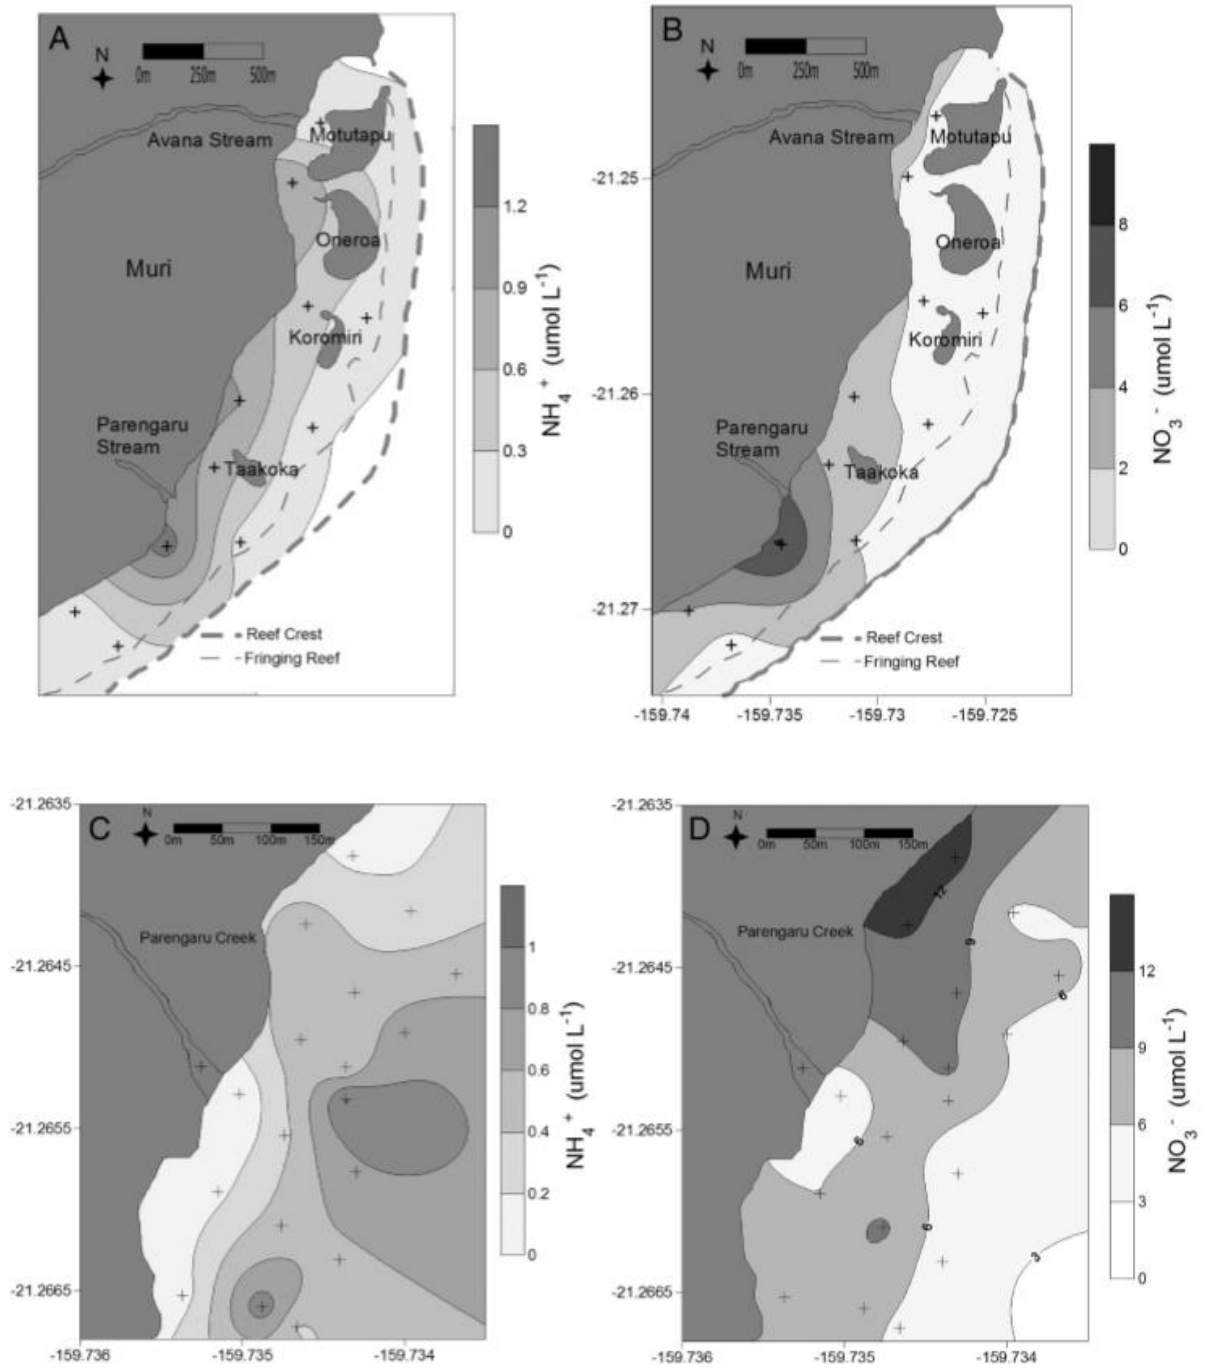 A
N
0m 250m 500m
Avana Stream
Motutapu
Oneroa
Muri
Koromiri
Parengaru
Stream
Taakoka
Reef Crest
Fringing Reef
1.2
0.9
0.6
0.3
0
NH4+ (umol L-1)
B
N
0m 250m 500m
Avana Stream
Motutapu
Oneroa
Muri
Koromiri
Parengaru
Stream
Taakoka
Reef Crest
Fringing Reef
-21.25
-21.26
-21.27
-159.74 -159.735 -159.73 -159.725
8
6
4
2
0
NO3- (umol L-1)
C
N
0m 50m 100m 150m
Parengaru Creek
-21.2635
-21.2645
-21.2655
-21.2665
-159.736 -159.735 -159.734
1
0.8
0.6
0.4
0.2
0
NH4+ (umol L-1)
D
N
0m 50m 100m 150m
12
Parengaru Creek
9
6
6
6
3
-21.2635
-21.2645
-21.2655
-21.2665
-159.736 -159.735 -159.734
12
9
6
3
0
NO3- (umol L-1)